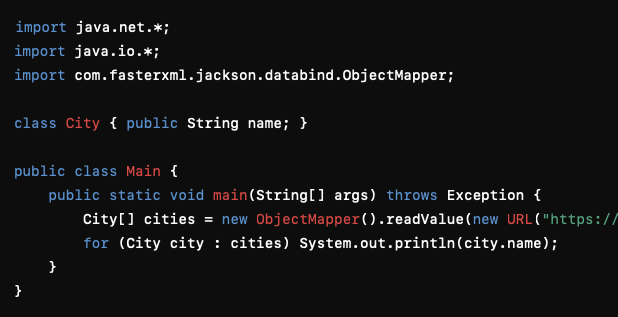 import java.net.*;
import java.io.*;
import com.fasterxml.jackson.databind.ObjectMapper;
class City { public String name; }
public class Main {
    public static void main(String[] args) throws Exception {
        City[] cities = new ObjectMapper().readValue(new URL("https://
        for (City city : cities) System.out.println(city.name);
    }
}